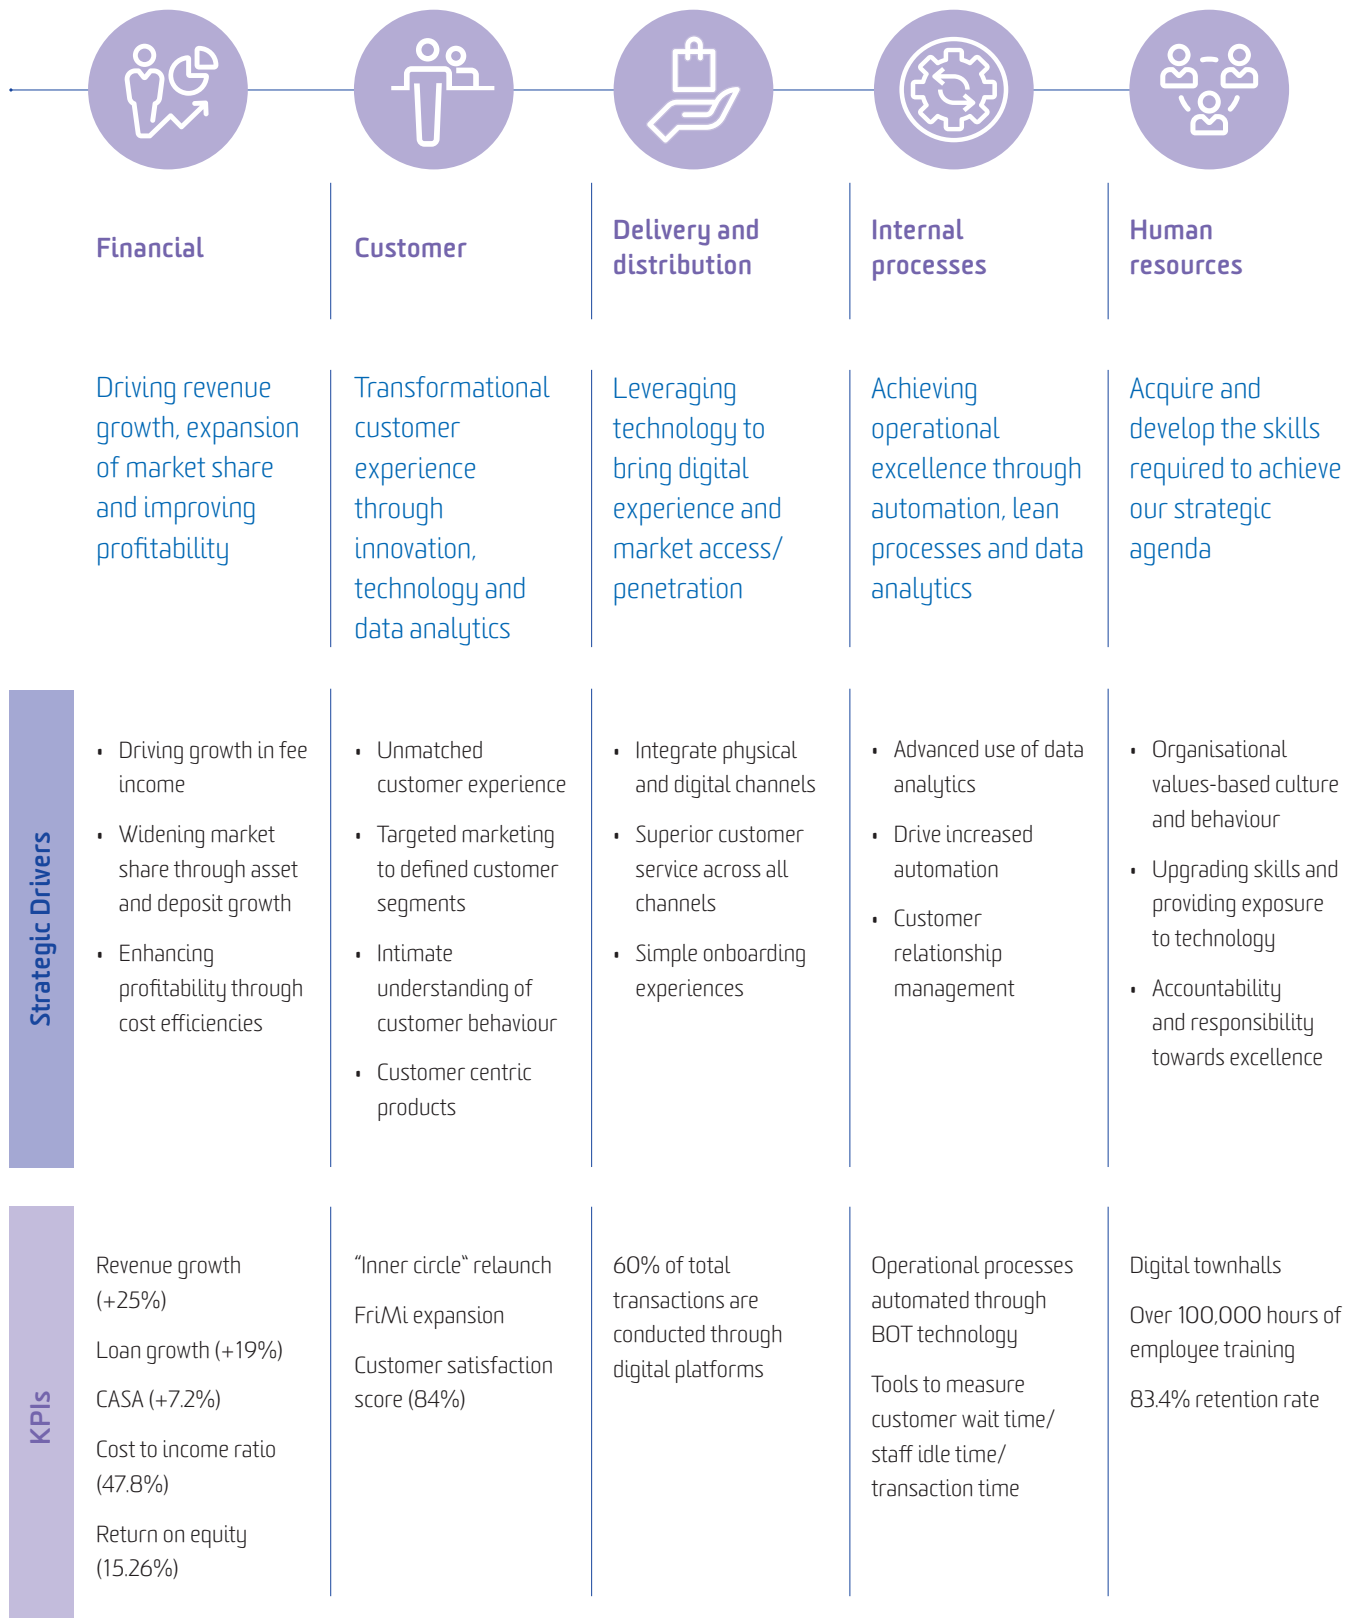 Financial
Customer
Delivery and
distribution
Internal
processes
Human
resources
Driving revenue
growth, expansion
of market share
and improving
profitability
Transformational
customer
experience
through
innovation,
technology and
data analytics
Leveraging
technology to
bring digital
experience and
market access/
penetration
Achieving
operational
excellence through
automation, lean
processes and data
analytics
Acquire and
develop the skills
required to achieve
our strategic
agenda
Strategic Drivers
• Driving growth in fee
income
• Widening market
share through asset
and deposit growth
• Enhancing
profitability through
cost efficiencies
• Unmatched
customer experience
• Targeted marketing
to defined customer
segments
• Intimate
understanding of
customer behaviour
• Customer centric
products
• Integrate physical
and digital channels
• Superior customer
service across all
channels
• Simple onboarding
experiences
• Advanced use of data
analytics
• Drive increased
automation
• Customer
relationship
management
• Organisational
values-based culture
and behaviour
• Upgrading skills and
providing exposure
to technology
• Accountability
and responsibility
towards excellence
KPIs
Revenue growth
(+25%)
Loan growth (+19%)
CASA (+7.2%)
Cost to income ratio
(47.8%)
Return on equity
(15.26%)
“Inner circle“ relaunch
FriMi expansion
Customer satisfaction
score (84%)
60% of total
transactions are
conducted through
digital platforms
Operational processes
automated through
BOT technology
Tools to measure
customer wait time/
staff idle time/
transaction time
Digital townhalls
Over 100,000 hours of
employee training
83.4% retention rate